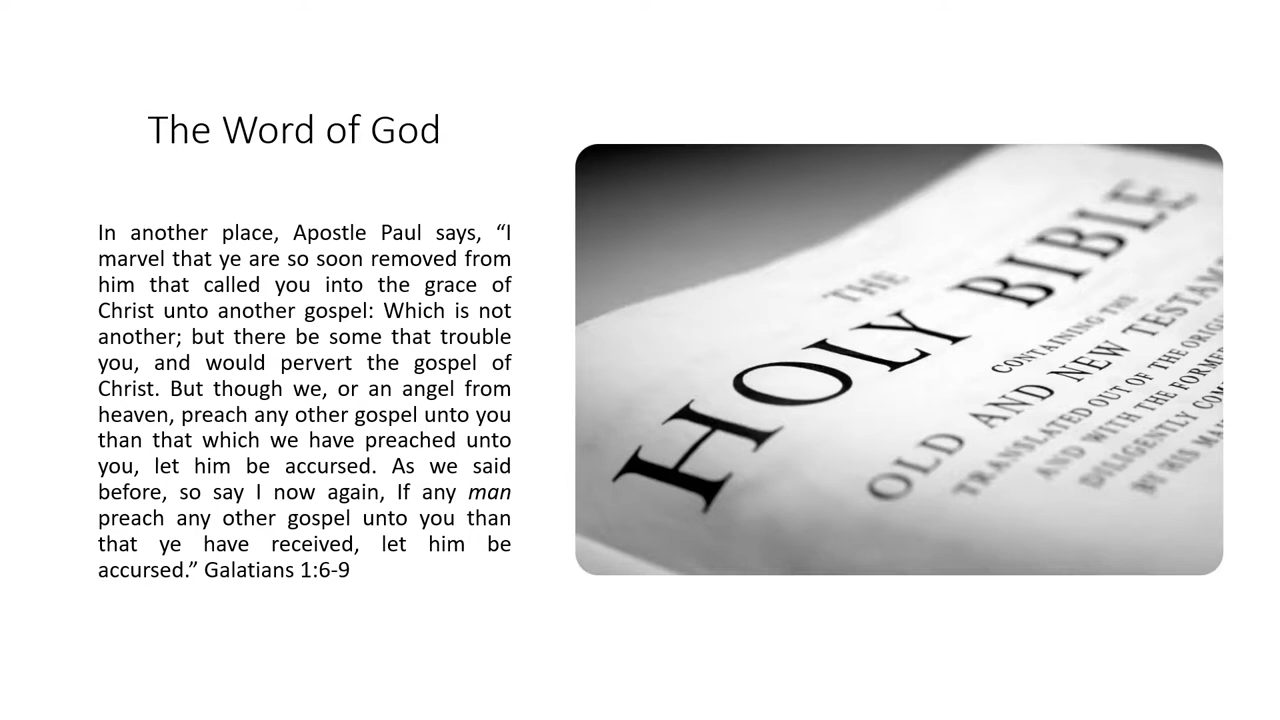 The Word of God
In another place, Apostle Paul says, “I
marvel that ye are so soon removed from
him that called you into the grace of
Christ unto another gospel: Which is not
another; but there be some that trouble
you, and would pervert the gospel of
Christ. But though we, or an angel from
heaven, preach any other gospel unto you
than that which we have preached unto
you, let him be accursed. As we said
before, so say I now again, If any man
preach any other gospel unto you than
that ye have received, let him be
accursed.” Galatians 1:6-9
THE
HOLY BIBLE
CONTAINING THE
OLD AND NEW TESTAME
TRANSLATED OUT OF THE ORIGI
AND WITH THE FORMER
DILIGENTLY COM
BY HIS MAJ